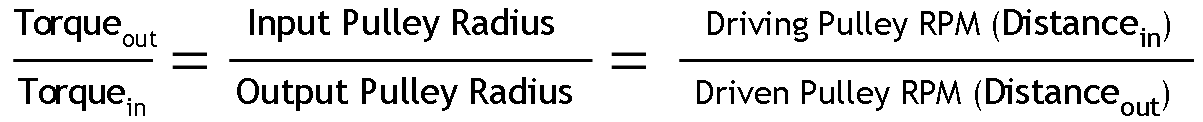 Torque_out / Torque_in = Input Pulley Radius / Output Pulley Radius = Driving Pulley RPM (Distance_in) / Driven Pulley RPM (Distance_out)